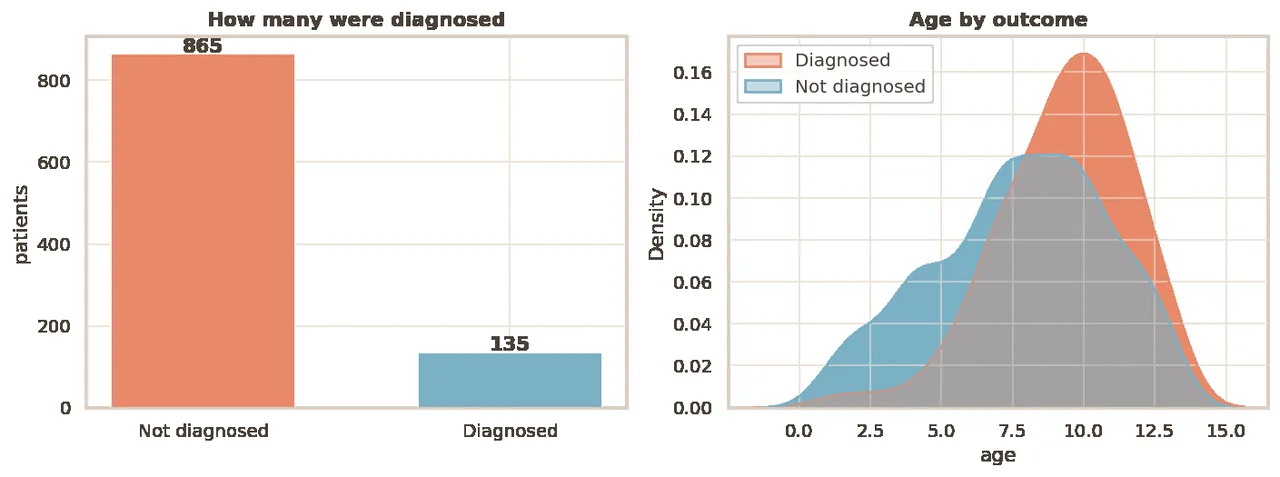 How many were diagnosed
865
135
patients
800
600
400
200
0
Not diagnosed
Diagnosed
Age by outcome
Diagnosed
Not diagnosed
Density
0.16
0.14
0.12
0.10
0.08
0.06
0.04
0.02
0.00
0.0 2.5 5.0 7.5 10.0 12.5 15.0
age